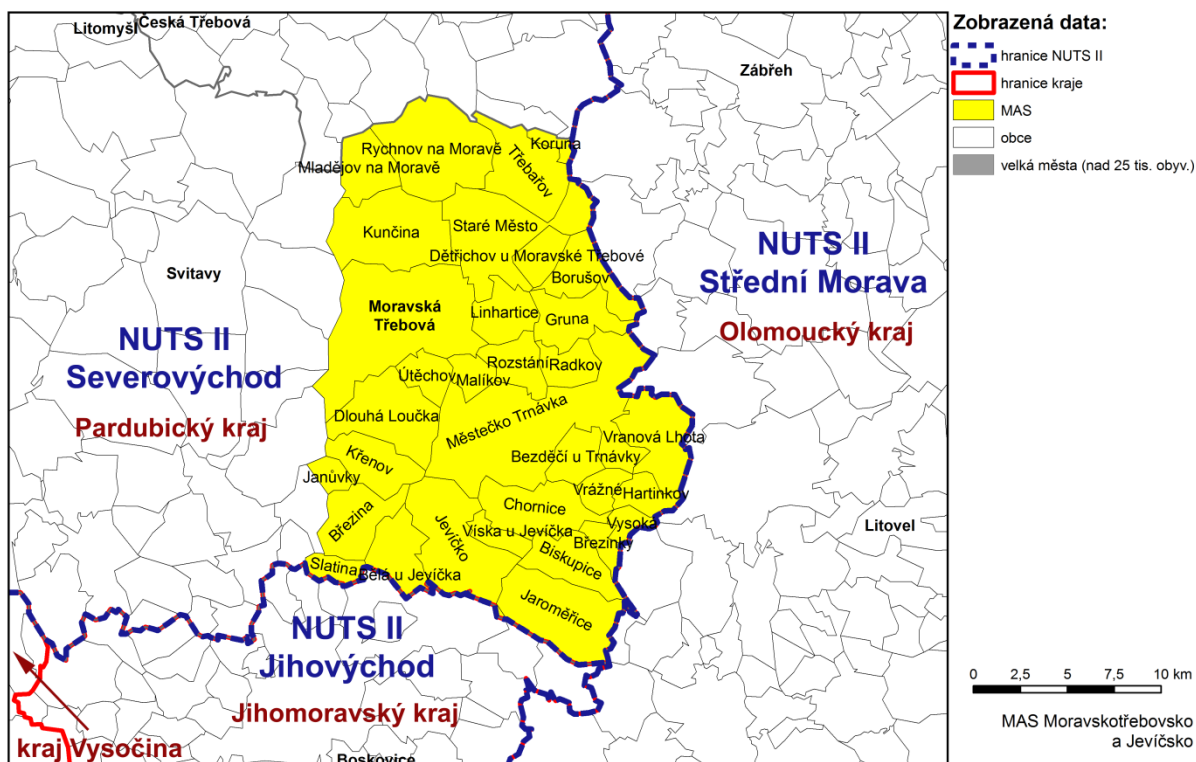 Litomyšl
Česká Třebová
Zábřeh
Koruna
Rychnov na Moravě
Třebařov
Mladějov na Moravě
Kunčina
Staré Město
Dětřichov u Moravské Třebové
Borušov
Svitavy
Moravská
Třebová
Linhartice
Gruna
NUTS II
Střední Morava
Olomoucký kraj
NUTS II
Severovýchod
Pardubický kraj
Útěchov
Malíkov
Rozstání
Radkov
Dlouhá Loučka
Městečko Trnávka
Vranová Lhota
Křenov
Bezděčí u Trnávky
Janůvky
Vrážné
Hartinkov
Březina
Jevíčko
Chornice
Víska u Jevíčka
Vysoká
Březinky
Biskupice
Litovel
Slatina
Bělá u Jevíčka
Jaroměřice
NUTS II
Jihovýchod
Jihomoravský kraj
kraj Vysočina
Boskovice
Zobrazená data:
hranice NUTS II
hranice kraje
MAS
obce
velká města (nad 25 tis. obyv.)
0 2,5 5 10 km
MAS Moravskotřebovsko
a Jevíčsko